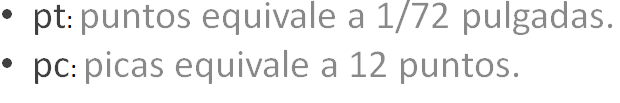 • pt: puntos equivale a 1/72 pulgadas.
• pc: picas equivale a 12 puntos.